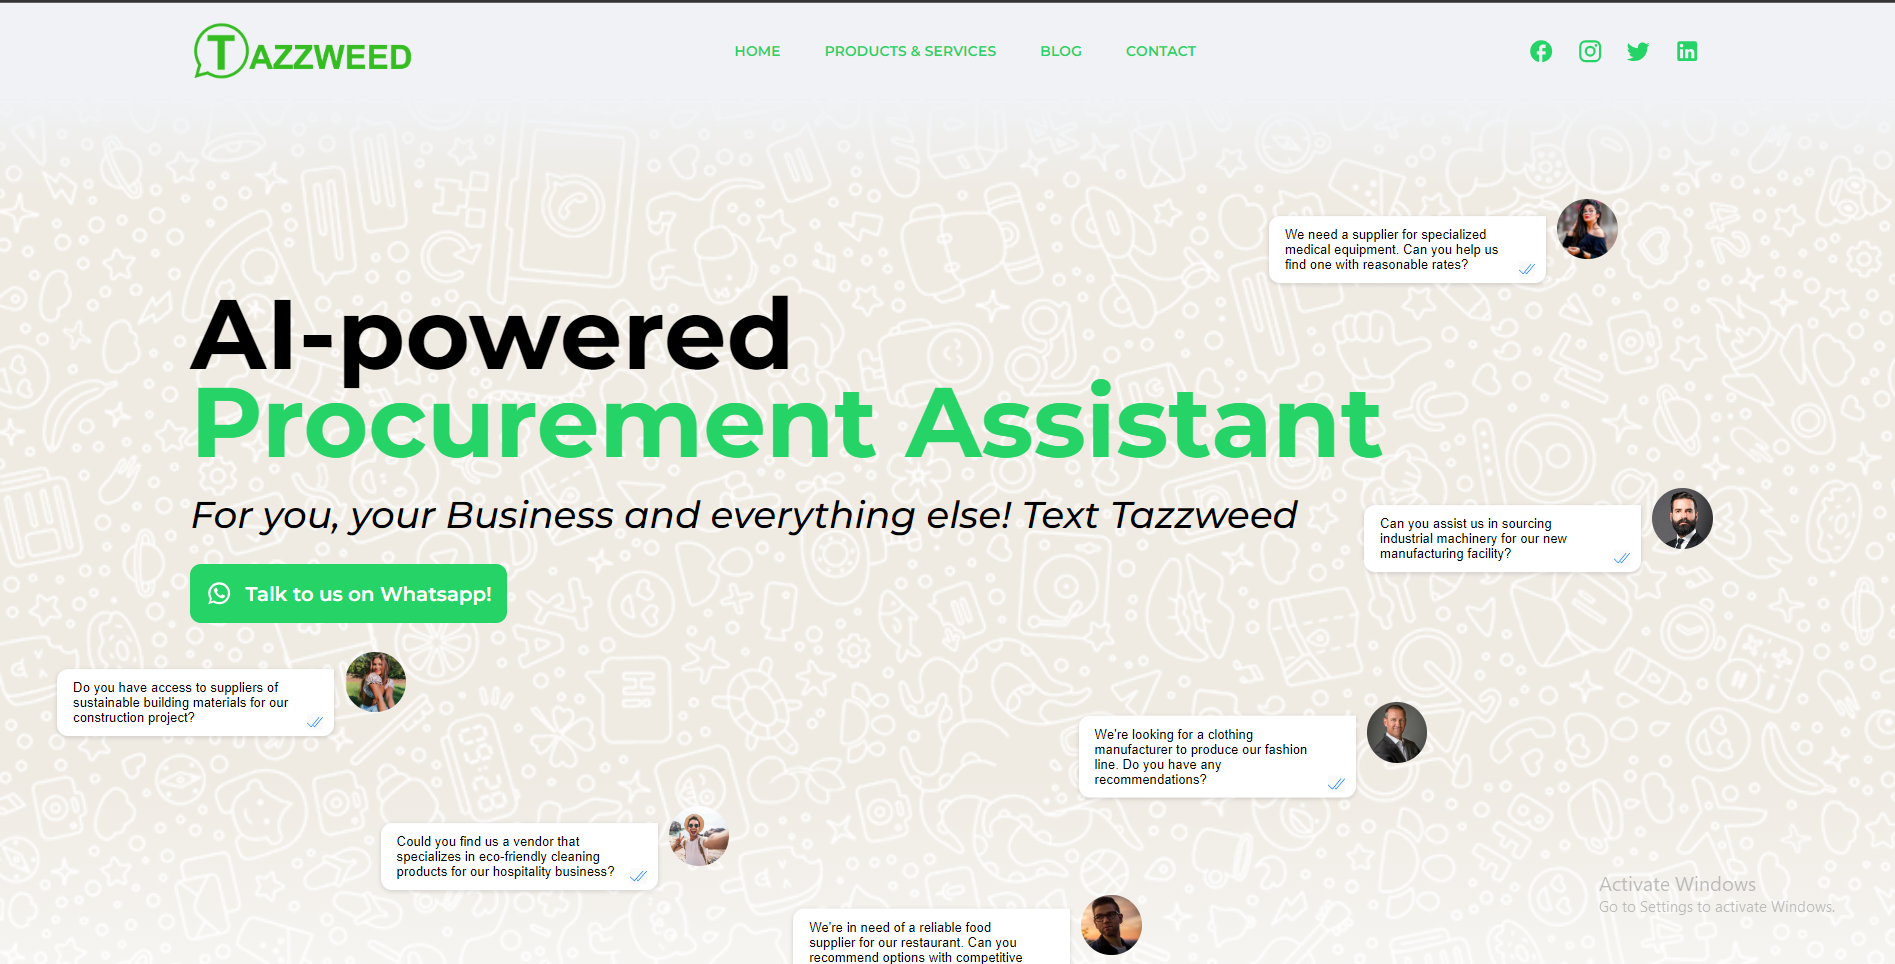 TAZZWEED
HOME
PRODUCTS & SERVICES
BLOG
CONTACT
We need a supplier for specialized
medical equipment. Can you help us
find one with reasonable rates?
AI-powered
Procurement Assistant
For you, your Business and everything else! Text Tazzweed
Can you assist us in sourcing
industrial machinery for our new
manufacturing facility?
Talk to us on Whatsapp!
Do you have access to suppliers of
sustainable building materials for our
construction project?
We're looking for a clothing
manufacturer to produce our fashion
line. Do you have any
recommendations?
Could you find us a vendor that
specializes in eco-friendly cleaning
products for our hospitality business?
We're in need of a reliable food
supplier for our restaurant. Can you
recommend options with competitive
Activate Windows
Go to Settings to activate Windows.